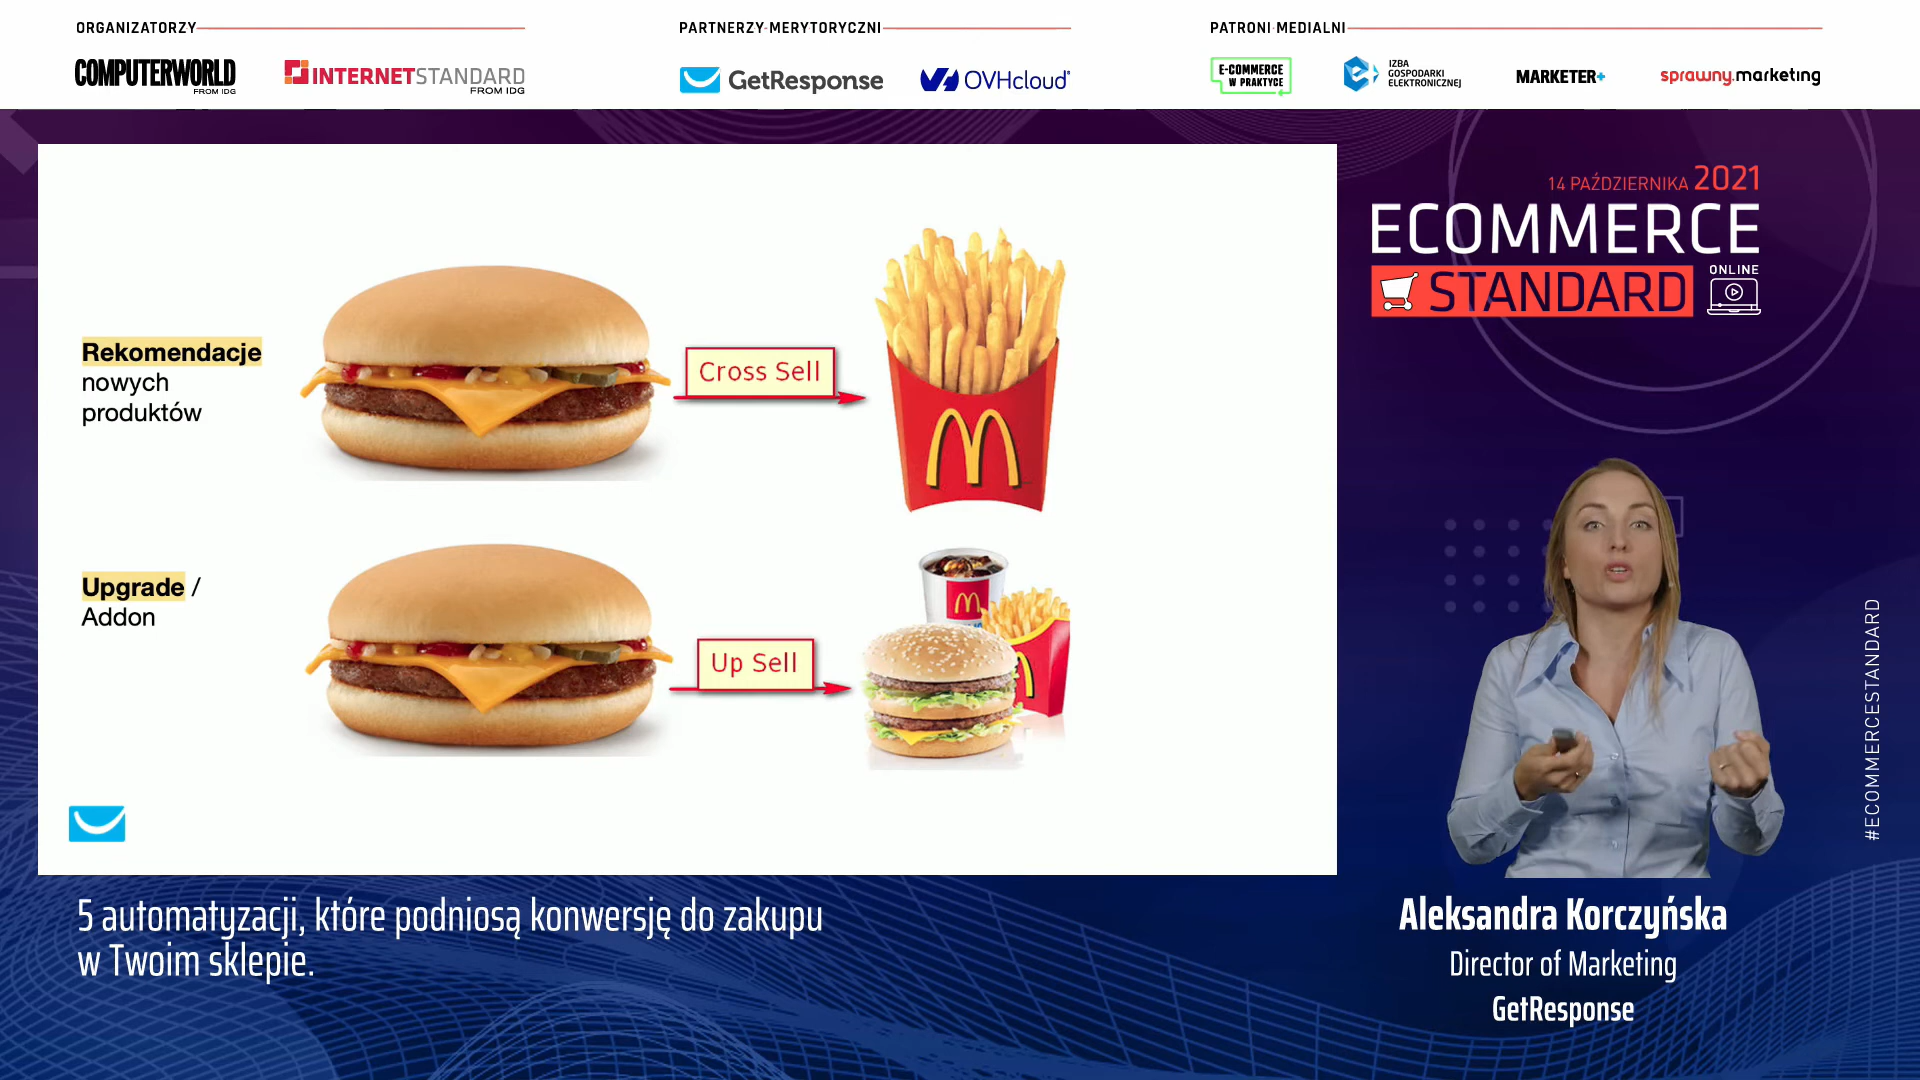 ORGANIZATORZY
PARTNERZY MERYTORYCZNI
PATRONI MEDIALNI
COMPUTERWORLD
FROM IDG
INTERNETSTANDARD
FROM IDG
GetResponse
OVHcloud
E-COMMERCE
W PRAKTYCE
IZBA
GOSPODARKI
ELEKTRONICZNEJ
MARKETER+
sprawny.marketing
14 PAŹDZIERNIKA 2021
ECOMMERCE
STANDARD
ONLINE
Rekomendacje
nowych
produktów
Cross Sell
Upgrade /
Addon
Up Sell
#ECOMMERCESTANDARD
5 automatyzacji, które podniosą konwersję do zakupu
w Twoim sklepie.
Aleksandra Korczyńska
Director of Marketing
GetResponse